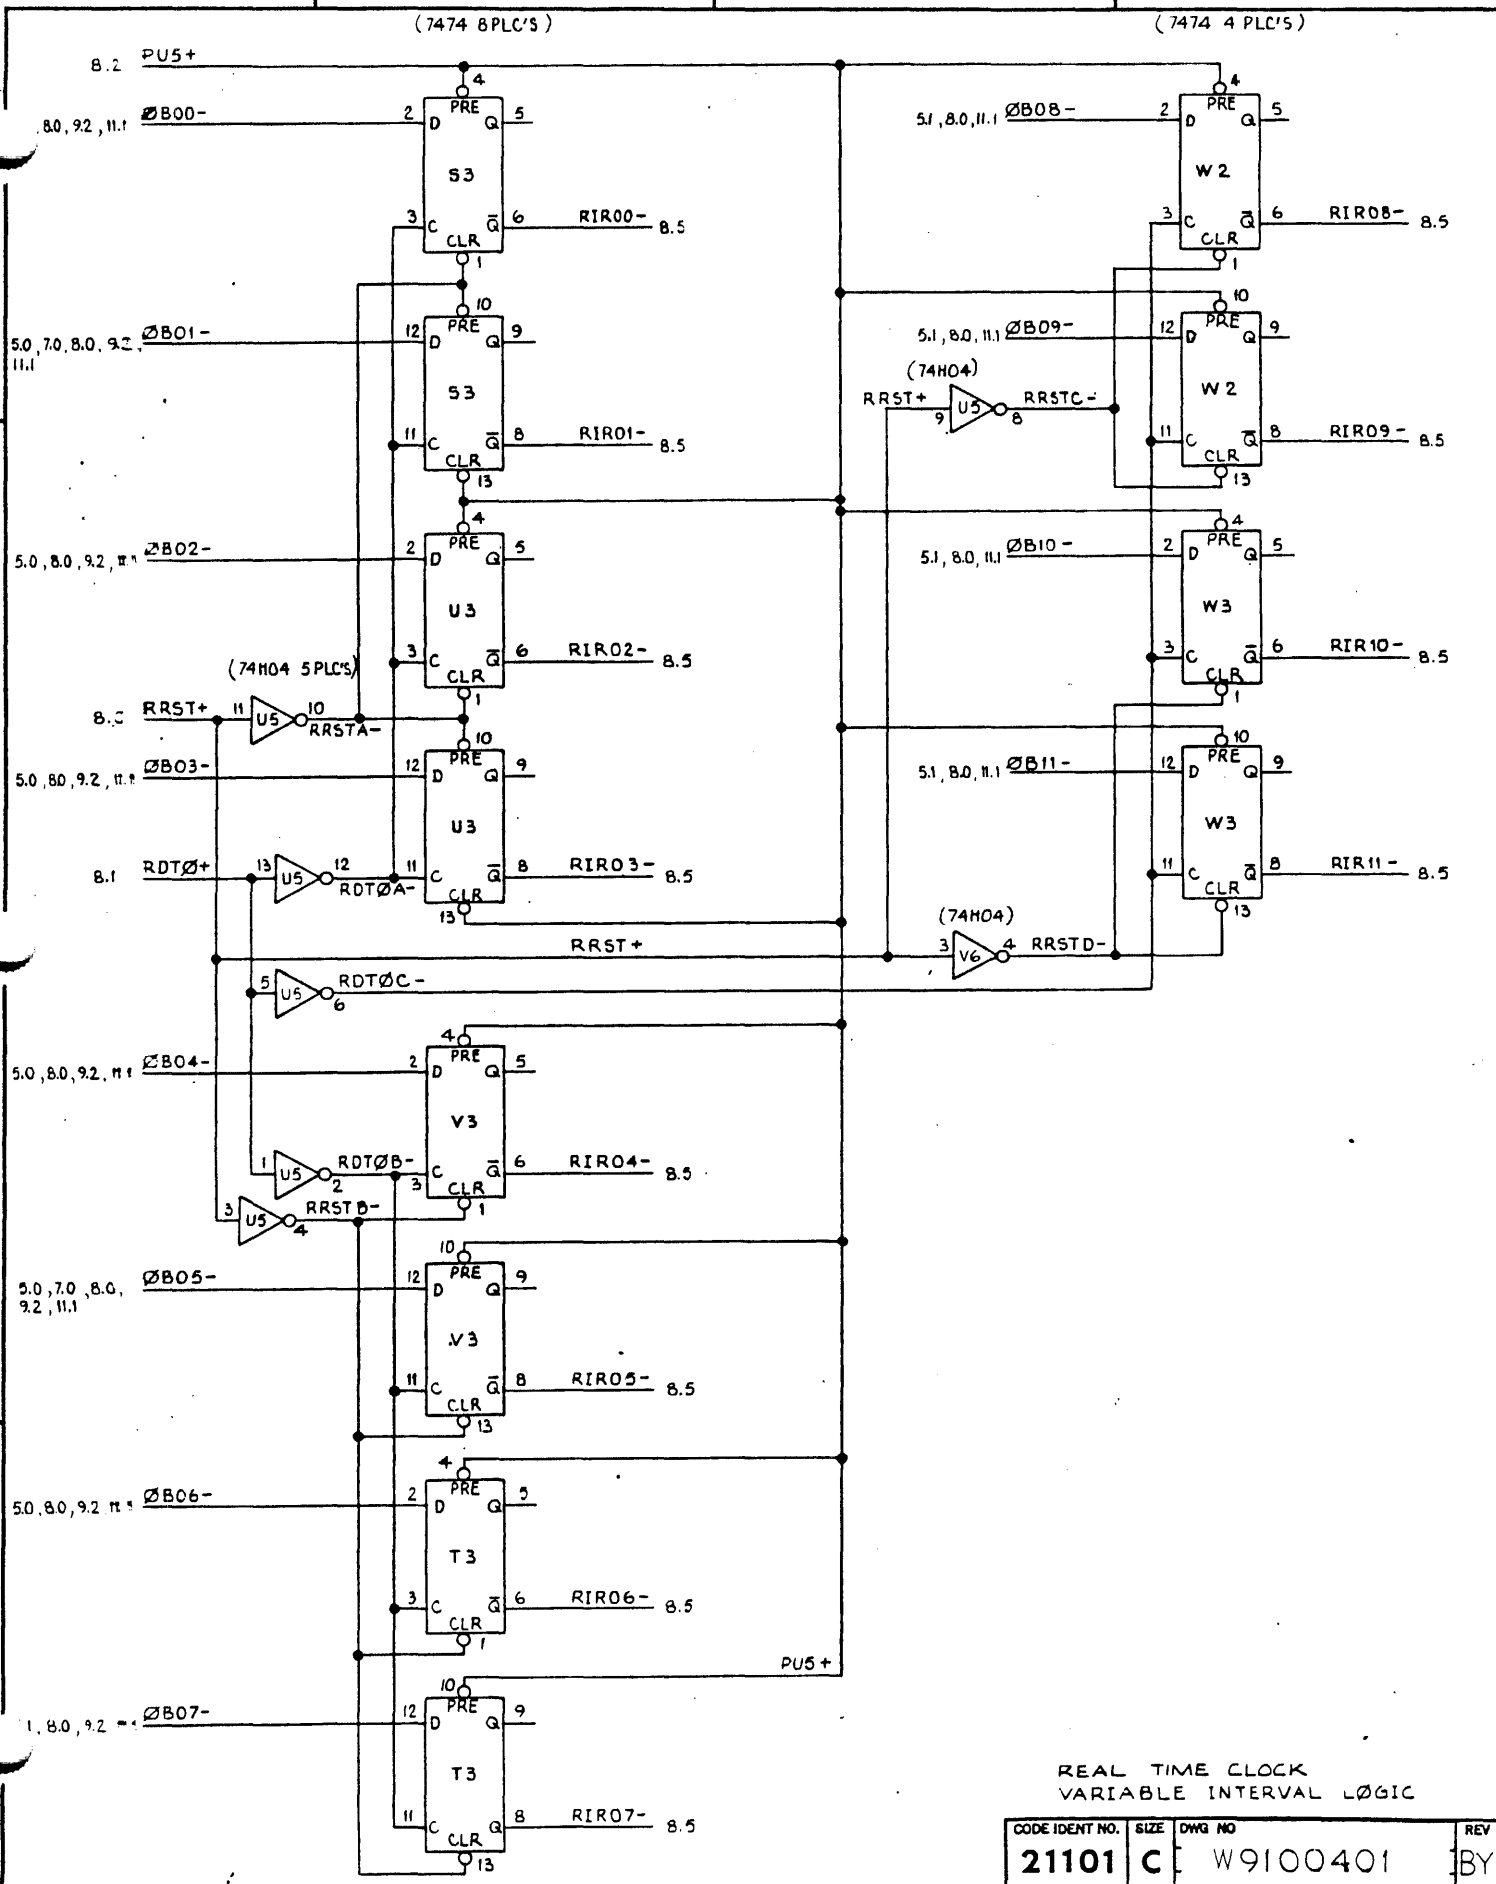 (7474 8PLC'S)
(7474 4 PLC'S)
8.2 PU5+
4
PRE
8.0, 9.2, 11.1 ØB00- 2 D Q 5
S3
3 C Q̅ 6 RIR00- 8.5
CLR
1
10
PRE
5.0, 7.0, 8.0, 9.2, ØB01- 12 D Q 9
11.1
S3
11 C Q̅ 8 RIR01- 8.5
CLR
13
4
PRE
5.0, 8.0, 9.2, ØB02- 2 D Q 5
U3
3 C Q̅ 6 RIR02- 8.5
CLR
1
(74H04 5PLC'S)
RRST+ 11 U5 10
RRSTA-
10
PRE
5.0, 8.0, 9.2, ØB03- 12 D Q 9
U3
8.1 RDTØ+ 13 U5 12 RDTØA- 11 C Q̅ 8 RIR03- 8.5
CLR
13
RRST+
5 U5 6 RDTØC-
4
PRE
5.0, 8.0, 9.2, 11.1 ØB04- 2 D Q 5
V3
1 U5 2 RDTØB- 3 C Q̅ 6 RIR04- 8.5
CLR
1
3 U5 4 RRSTB-
10
PRE
5.0, 7.0, 8.0, ØB05- 12 D Q 9
9.2, 11.1
V3
11 C Q̅ 8 RIR05- 8.5
CLR
13
4
PRE
5.0, 8.0, 9.2 ØB06- 2 D Q 5
T3
3 C Q̅ 6 RIR06- 8.5
CLR
1
PU5+
10
PRE
1, 8.0, 9.2 ØB07- 12 D Q 9
T3
11 C Q̅ 8 RIR07- 8.5
CLR
13
4
PRE
5.1, 8.0, 11.1 ØB08- 2 D Q 5
W2
3 C Q̅ 6 RIR08- 8.5
CLR
1
10
PRE
5.1, 8.0, 11.1 ØB09- 12 D Q 9
W2
(74H04)
RRST+ 9 U5 8 RRSTC-
11 C Q̅ 8 RIR09- 8.5
CLR
13
4
PRE
5.1, 8.0, 11.1 ØB10- 2 D Q 5
W3
3 C Q̅ 6 RIR10- 8.5
CLR
1
10
PRE
5.1, 8.0, 11.1 ØB11- 12 D Q 9
W3
11 C Q̅ 8 RIR11- 8.5
CLR
13
(74H04)
3 V6 4 RRSTD-
REAL TIME CLOCK
VARIABLE INTERVAL LØGIC
CODE IDENT NO. SIZE DWG NO REV
21101 C W9100401 BY